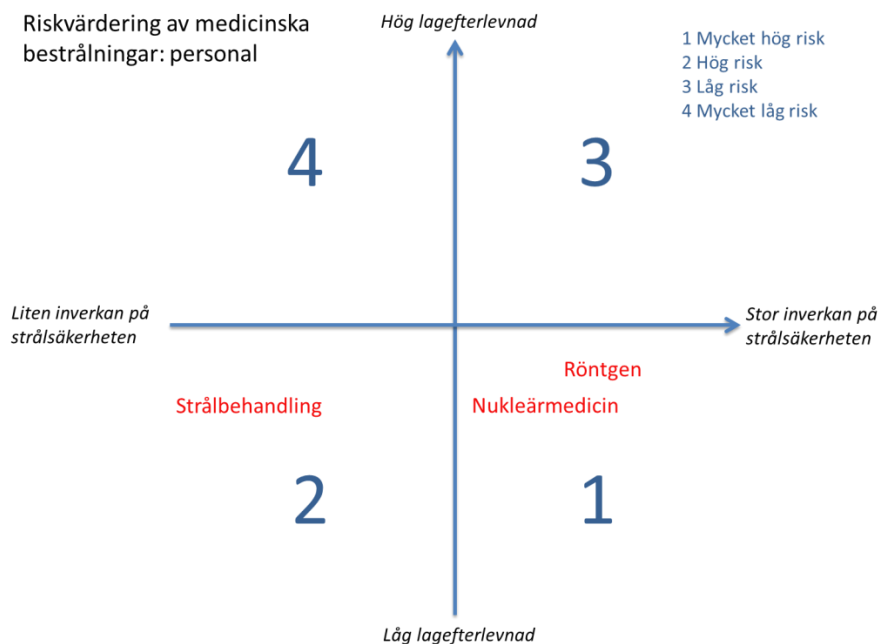 Riskvärdering av medicinska
bestrålningar: personal
Hög lagefterlevnad
1 Mycket hög risk
2 Hög risk
3 Låg risk
4 Mycket låg risk
4
3
Liten inverkan på
strålsäkerheten
Stor inverkan på
strålsäkerheten
Röntgen
Strålbehandling
Nukleärmedicin
2
1
Låg lagefterlevnad